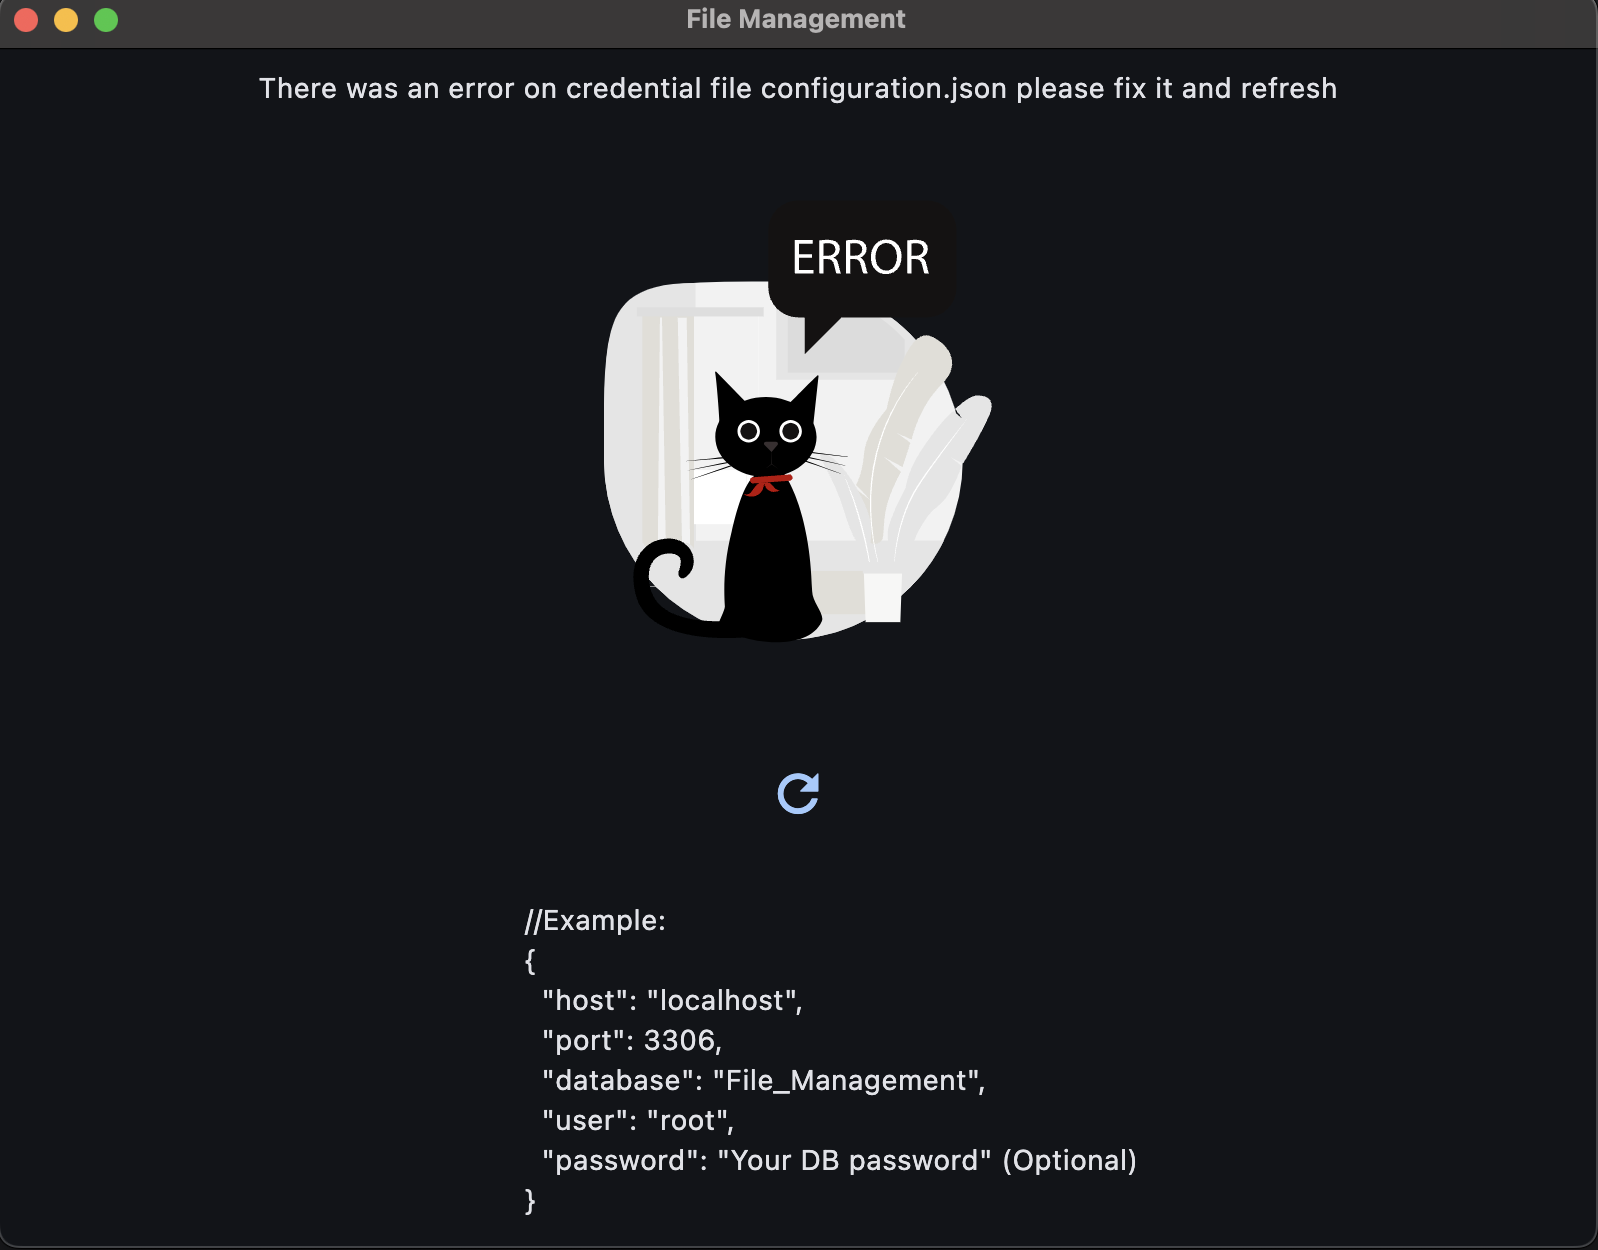 File Management
There was an error on credential file configuration.json please fix it and refresh
ERROR
//Example:
{
"host": "localhost",
"port": 3306,
"database": "File_Management",
"user": "root",
"password": "Your DB password" (Optional)
}